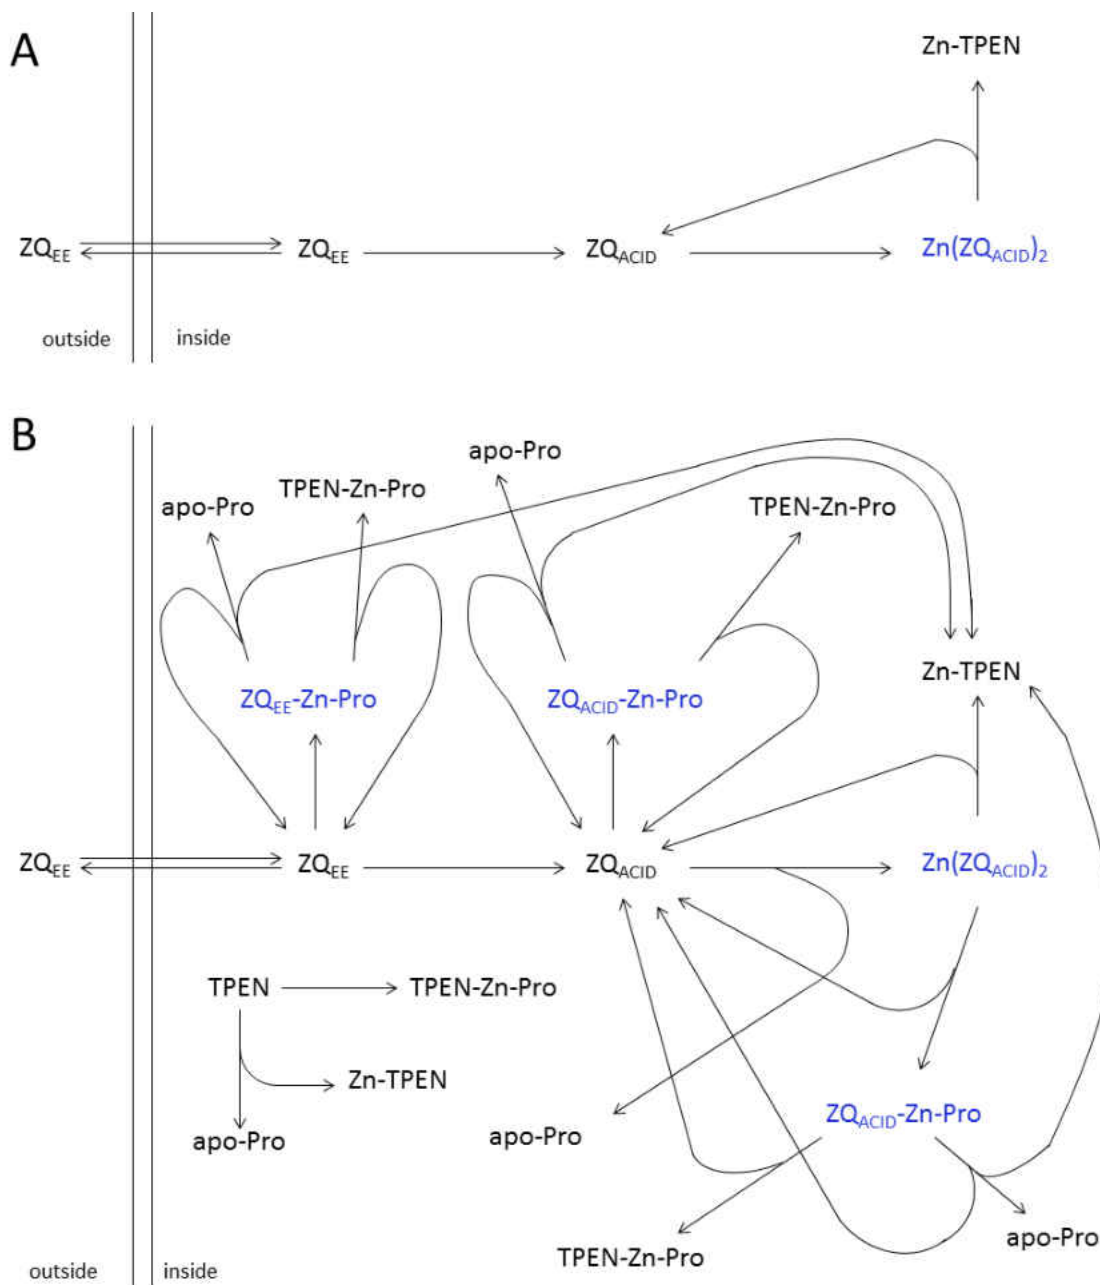 A
Zn-TPEN
ZQEE ZQEE ZQACID Zn(ZQACID)2
outside inside
B
apo-Pro
TPEN-Zn-Pro
TPEN-Zn-Pro
apo-Pro
Zn-TPEN
ZQEE-Zn-Pro ZQACID-Zn-Pro
ZQEE ZQEE ZQACID Zn(ZQACID)2
TPEN TPEN-Zn-Pro
Zn-TPEN
ZQACID-Zn-Pro
apo-Pro apo-Pro
apo-Pro
TPEN-Zn-Pro
outside inside